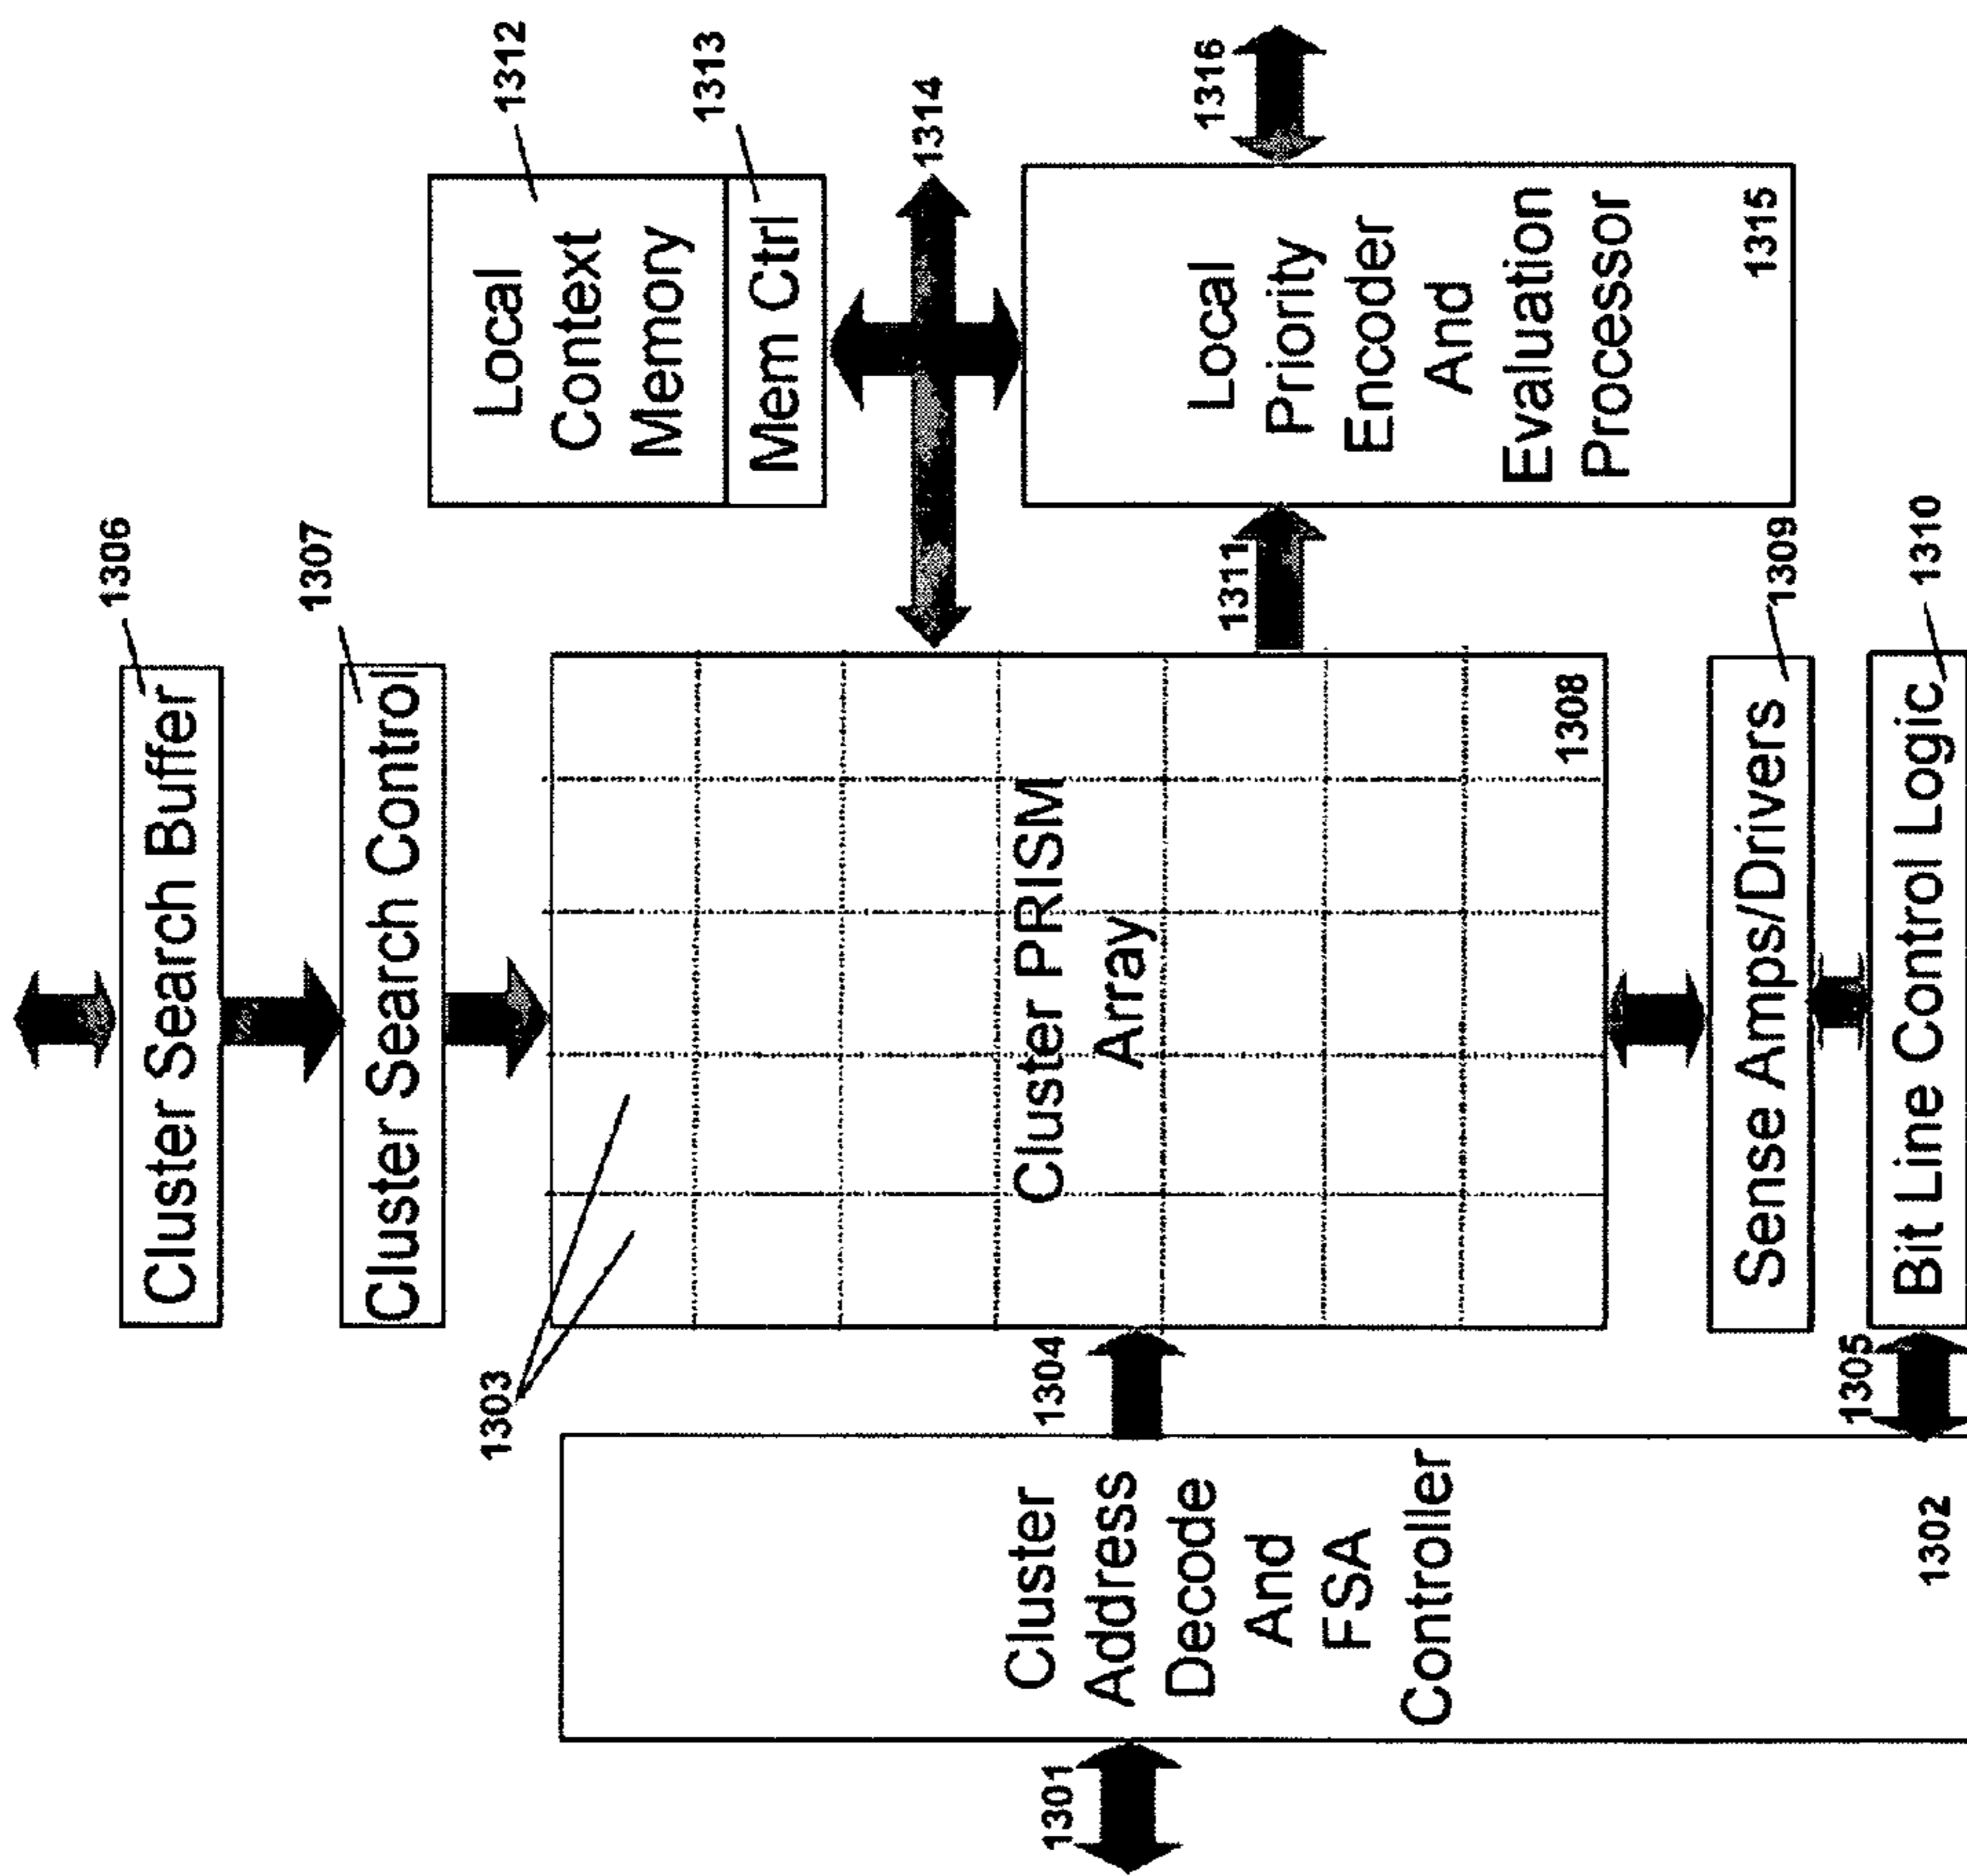 1306
Cluster Search Buffer
1307
Cluster Search Control
1312
Local
Context
Memory
1313
Mem Ctrl
1314
1303
Cluster PRISM
Array
1308
1301
Cluster
Address
Decode
And
FSA
Controller
1302
1304
1305
1311
1316
Local
Priority
Encoder
And
Evaluation
Processor
1315
Sense Amps/Drivers
1309
Bit Line Control Logic
1310